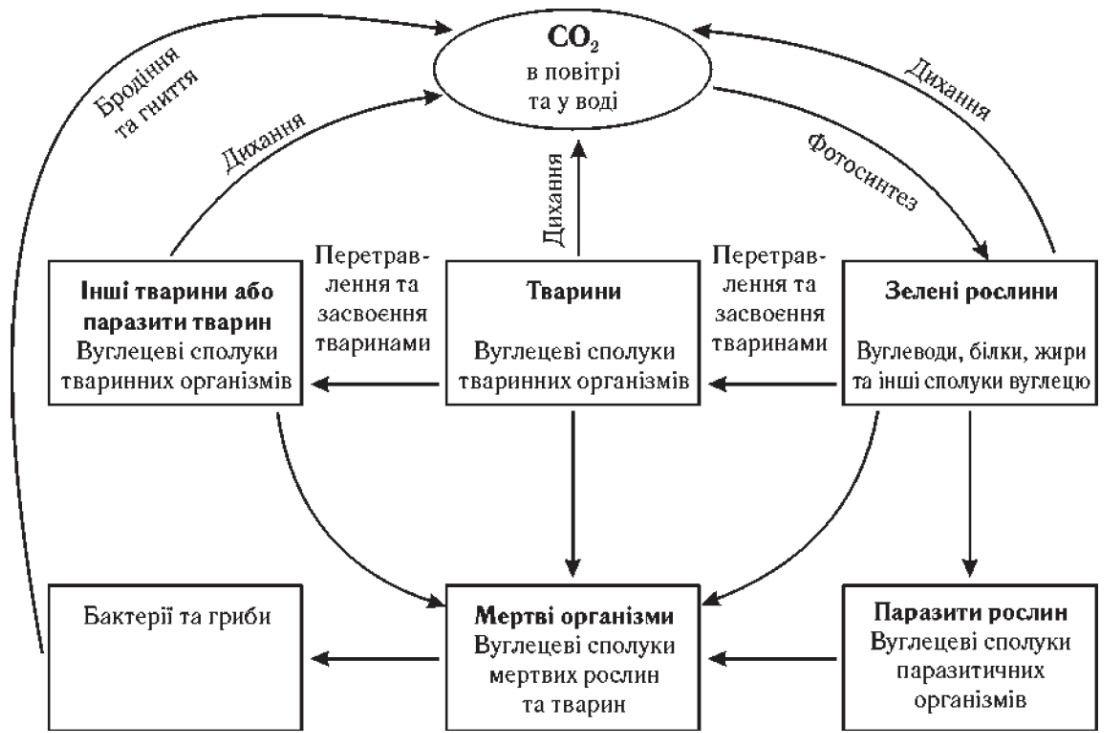 CO₂
в повітрі
та у воді
Бродіння
та гниття
Дихання
Дихання
Фотосинтез
Дихання
Інші тварини або
паразити тварин
Вуглецеві сполуки
тваринних організмів
Перетрав-
лення та
засвоєння
тваринами
Тварини
Вуглецеві сполуки
тваринних організмів
Перетрав-
лення та
засвоєння
тваринами
Зелені рослини
Вуглеводи, білки, жири
та інші сполуки вуглецю
Бактерії та гриби
Мертві організми
Вуглецеві сполуки
мертвих рослин
та тварин
Паразити рослин
Вуглецеві сполуки
паразитичних
організмів